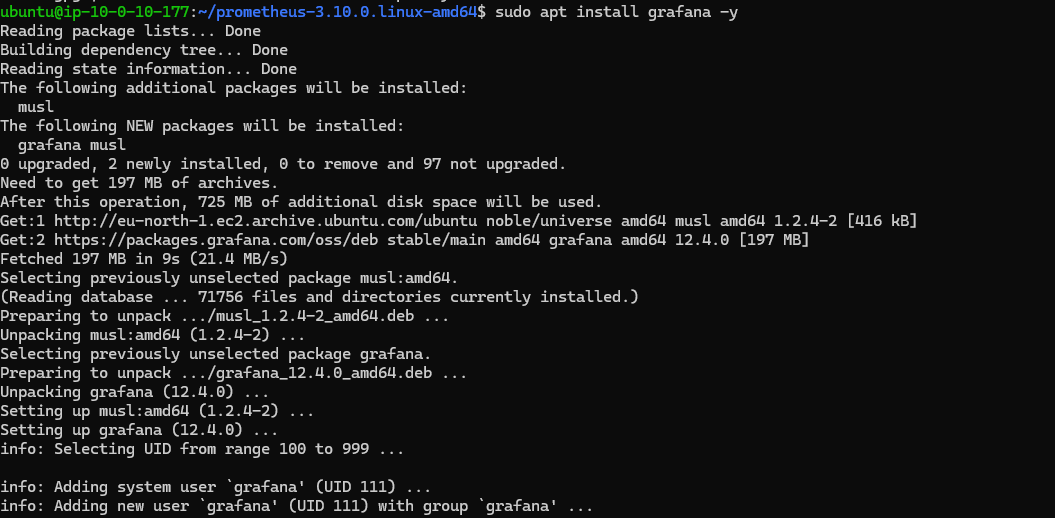 ubuntu@ip-10-0-10-177:~/prometheus-3.10.0.linux-amd64$ sudo apt install grafana -y
Reading package lists... Done
Building dependency tree... Done
Reading state information... Done
The following additional packages will be installed:
  musl
The following NEW packages will be installed:
  grafana musl
0 upgraded, 2 newly installed, 0 to remove and 97 not upgraded.
Need to get 197 MB of archives.
After this operation, 725 MB of additional disk space will be used.
Get:1 http://eu-north-1.ec2.archive.ubuntu.com/ubuntu noble/universe amd64 musl amd64 1.2.4-2 [416 kB]
Get:2 https://packages.grafana.com/oss/deb stable/main amd64 grafana amd64 12.4.0 [197 MB]
Fetched 197 MB in 9s (21.4 MB/s)
Selecting previously unselected package musl:amd64.
(Reading database ... 71756 files and directories currently installed.)
Preparing to unpack .../musl_1.2.4-2_amd64.deb ...
Unpacking musl:amd64 (1.2.4-2) ...
Selecting previously unselected package grafana.
Preparing to unpack .../grafana_12.4.0_amd64.deb ...
Unpacking grafana (12.4.0) ...
Setting up musl:amd64 (1.2.4-2) ...
Setting up grafana (12.4.0) ...
info: Selecting UID from range 100 to 999 ...

info: Adding system user `grafana' (UID 111) ...
info: Adding new user `grafana' (UID 111) with group `grafana' ...